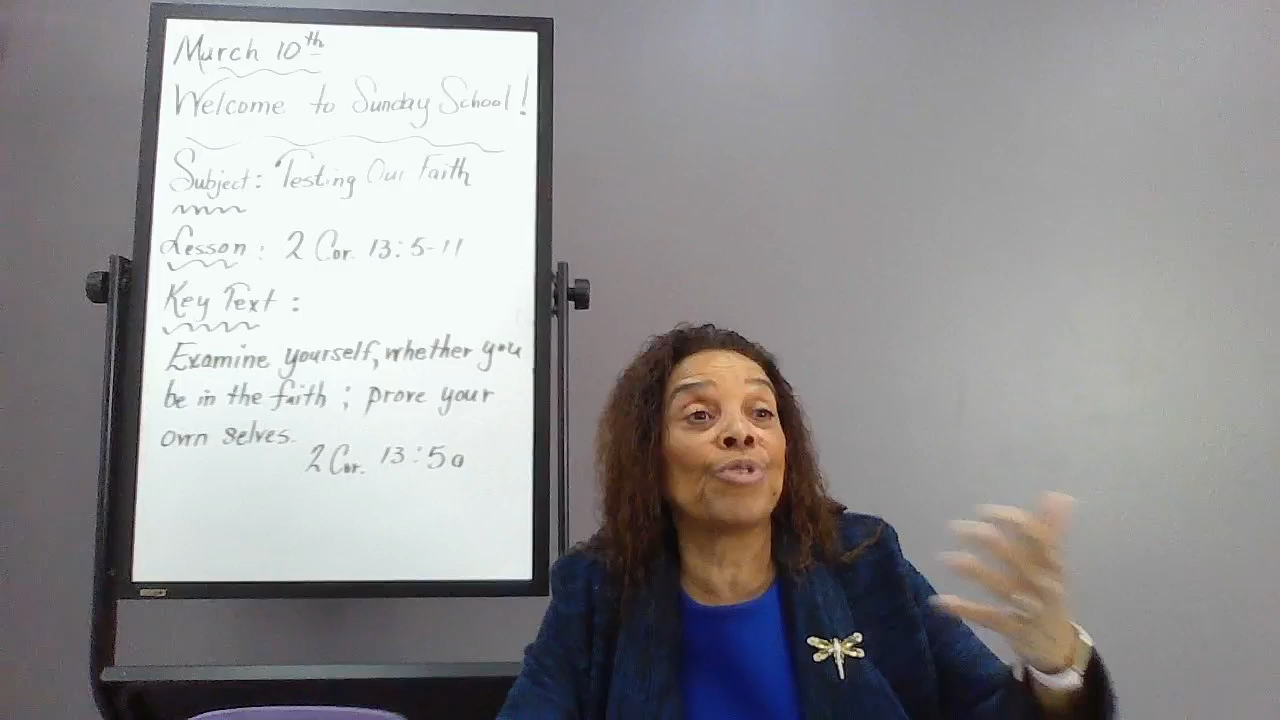 March 10th
Welcome to Sunday School!
Subject: Testing Our Faith
Lesson: 2 Cor. 13:5-11
Key Text:
Examine yourself, whether you
be in the faith; prove your
own selves.
2 Cor. 13:5a